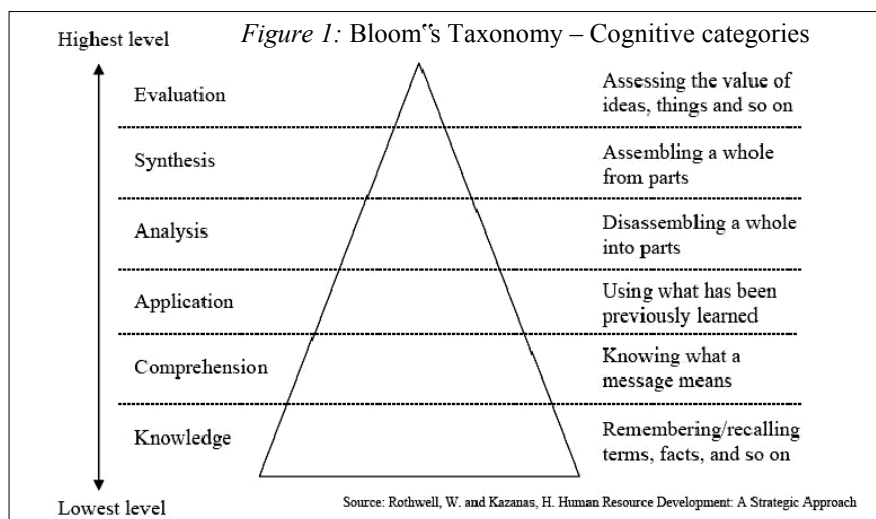 Highest level
Figure 1: Bloom‟s Taxonomy – Cognitive categories
Evaluation
Assessing the value of
ideas, things and so on
Synthesis
Assembling a whole
from parts
Analysis
Disassembling a whole
into parts
Application
Using what has been
previously learned
Comprehension
Knowing what a
message means
Knowledge
Remembering/recalling
terms, facts, and so on
Lowest level
Source: Rothwell, W. and Kazanas, H. Human Resource Development: A Strategic Approach